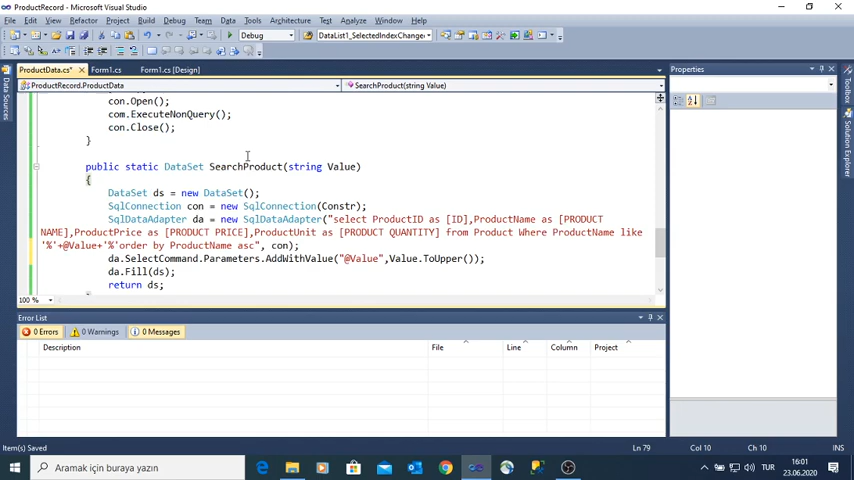 ProductRecord - Microsoft Visual Studio
File Edit View Refactor Project Build Debug Team Data Tools Architecture Test Analyze Window Help
Debug DataList1_SelectedIndexChanged
ProductData.cs* Form1.cs Form1.cs [Design]
Properties
ProductRecord.ProductData SearchProduct(string Value)
con.Open();
com.ExecuteNonQuery();
con.Close();
}
public static DataSet SearchProduct(string Value)
{
DataSet ds = new DataSet();
SqlConnection con = new SqlConnection(Constr);
SqlDataAdapter da = new SqlDataAdapter("select ProductID as [ID],ProductName as [PRODUCT
NAME],ProductPrice as [PRODUCT PRICE],ProductUnit as [PRODUCT QUANTITY] from Product Where ProductName like
'%'+@Value+'%'order by ProductName asc", con);
da.SelectCommand.Parameters.AddWithValue("@Value",Value.ToUpper());
da.Fill(ds);
return ds;
100 %
Error List
0 Errors 0 Warnings 0 Messages
Description File Line Column Project
Data Sources
Toolbox
Solution Explorer
Item(s) Saved Ln 79 Col 10 Ch 10 INS
Aramak için buraya yazın
TUR
16:01
23.06.2020